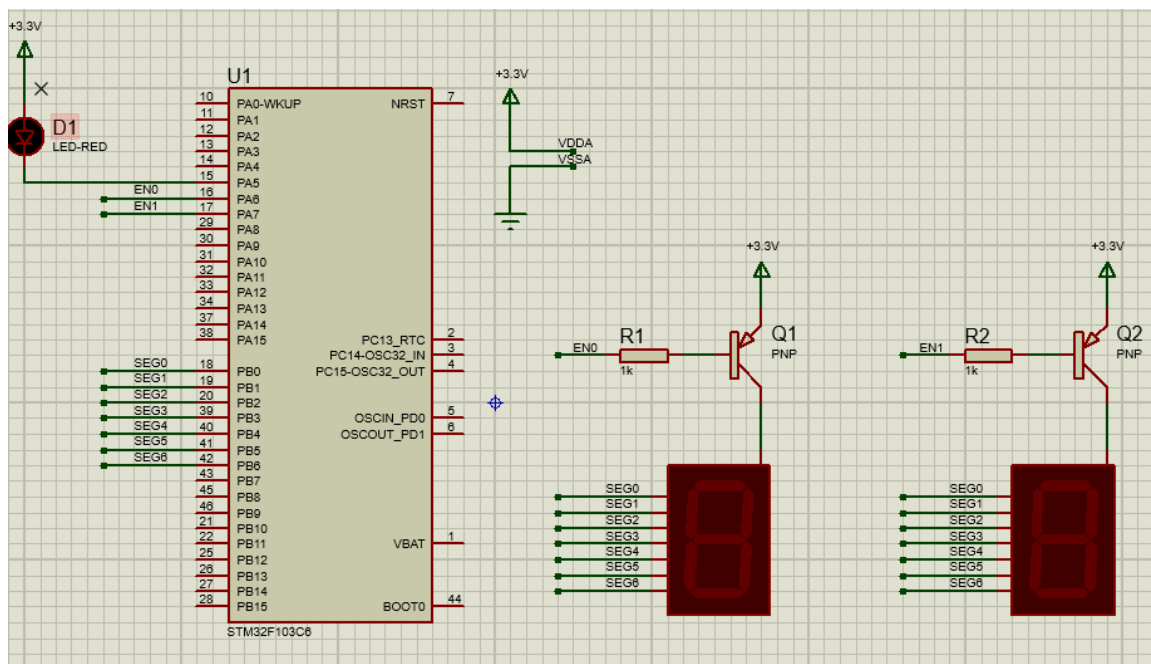 +3.3V
D1
LED-RED
U1
10 PA0-WKUP
11 PA1
12 PA2
13 PA3
14 PA4
15 PA5
EN0 16 PA6
EN1 17 PA7
29 PA8
30 PA9
31 PA10
32 PA11
33 PA12
34 PA13
37 PA14
38 PA15
SEG0 18 PB0
SEG1 19 PB1
SEG2 20 PB2
SEG3 39 PB3
SEG4 40 PB4
SEG5 41 PB5
SEG6 42 PB6
43 PB7
45 PB8
46 PB9
21 PB10
22 PB11
25 PB12
26 PB13
27 PB14
28 PB15
NRST 7
PC13_RTC 2
PC14-OSC32_IN 3
PC15-OSC32_OUT 4
OSCIN_PD0 5
OSCOUT_PD1 6
VBAT 1
BOOT0 44
STM32F103C6
+3.3V
VDDA
VSSA
+3.3V
EN0
R1
1k
Q1
PNP
SEG0
SEG1
SEG2
SEG3
SEG4
SEG5
SEG6
+3.3V
EN1
R2
1k
Q2
PNP
SEG0
SEG1
SEG2
SEG3
SEG4
SEG5
SEG6